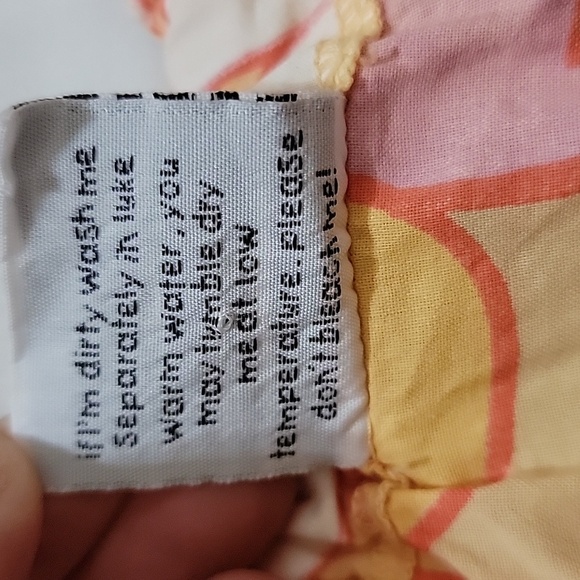 if I'm dirty wash me
Separately in luke
warm water, you
may tumble dry
me at low
temperature. please
don't bleach me!